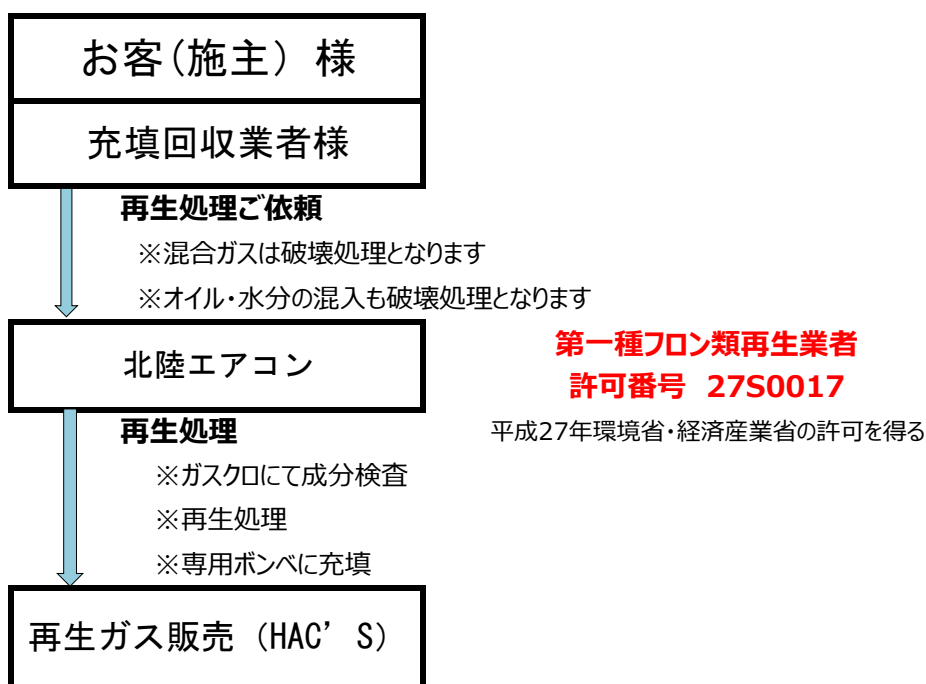 お客(施主) 様
充填回収業者様
再生処理ご依頼
※混合ガスは破壊処理となります
※オイル・水分の混入も破壊処理となります
北陸エアコン
第一種フロン類再生業者
許可番号 27S0017
平成27年環境省・経済産業省の許可を得る
再生処理
※ガスクロにて成分検査
※再生処理
※専用ボンベに充填
再生ガス販売 (HAC’S)